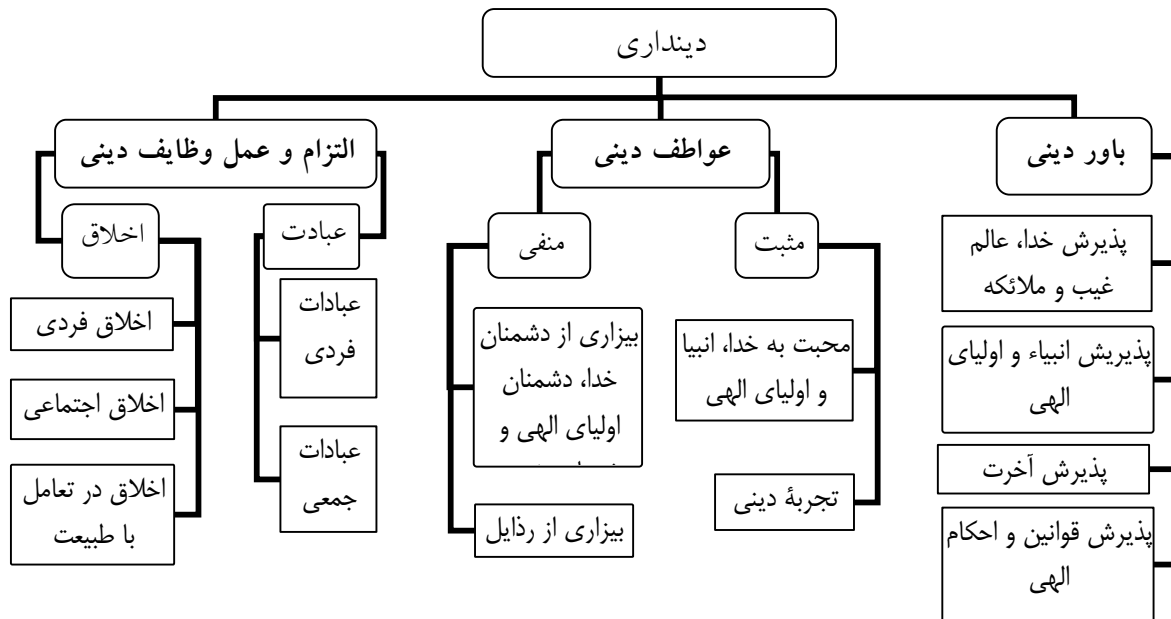 دینداری
باور دینی
پذیرش خدا، عالم
غیب و ملائکه
پذیریش انبیاء و اولیای
الهی
پذیرش آخرت
پذیرش قوانین و احکام
الهی
عواطف دینی
مثبت
محبت به خدا، انبیا
و اولیای الهی
تجربهٔ دینی
منفی
بیزاری از دشمنان
خدا، دشمنان
اولیای الهی و
بیزاری از رذایل
التزام و عمل وظایف دینی
عبادت
عبادات
فردی
عبادات
جمعی
اخلاق
اخلاق فردی
اخلاق اجتماعی
اخلاق در تعامل
با طبیعت